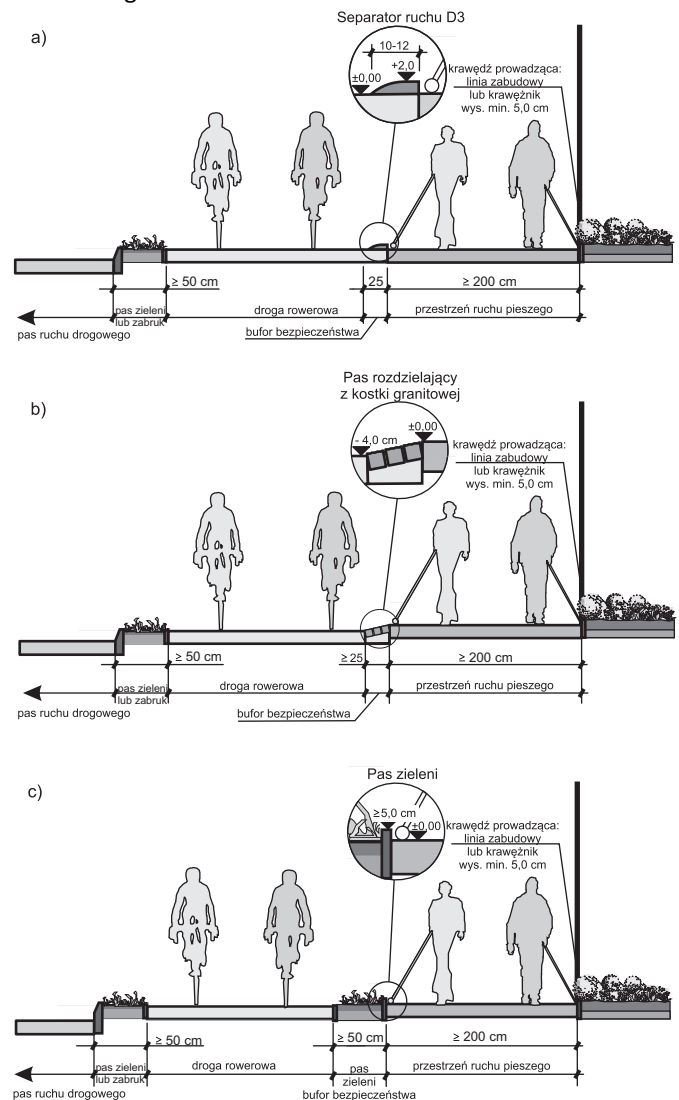 Separator ruchu D3
a)
10-12
+2,0
±0,00
krawędź prowadząca:
linia zabudowy
lub krawężnik
wys. min. 5,0 cm
≥ 50 cm
25
≥ 200 cm
pas zieleni
lub zabruk
droga rowerowa
przestrzeń ruchu pieszego
pas ruchu drogowego
bufor bezpieczeństwa
Pas rozdzielający
z kostki granitowej
b)
±0,00
- 4,0 cm
krawędź prowadząca:
linia zabudowy
lub krawężnik
wys. min. 5,0 cm
≥ 50 cm
≥ 25
≥ 200 cm
pas zieleni
lub zabruk
droga rowerowa
przestrzeń ruchu pieszego
pas ruchu drogowego
bufor bezpieczeństwa
Pas zieleni
c)
≥5,0 cm
±0,00
krawędź prowadząca:
linia zabudowy
lub krawężnik
wys. min. 5,0 cm
≥ 50 cm
≥ 50 cm
≥ 200 cm
pas zieleni
lub zabruk
droga rowerowa
pas
zieleni
przestrzeń ruchu pieszego
pas ruchu drogowego
bufor bezpieczeństwa